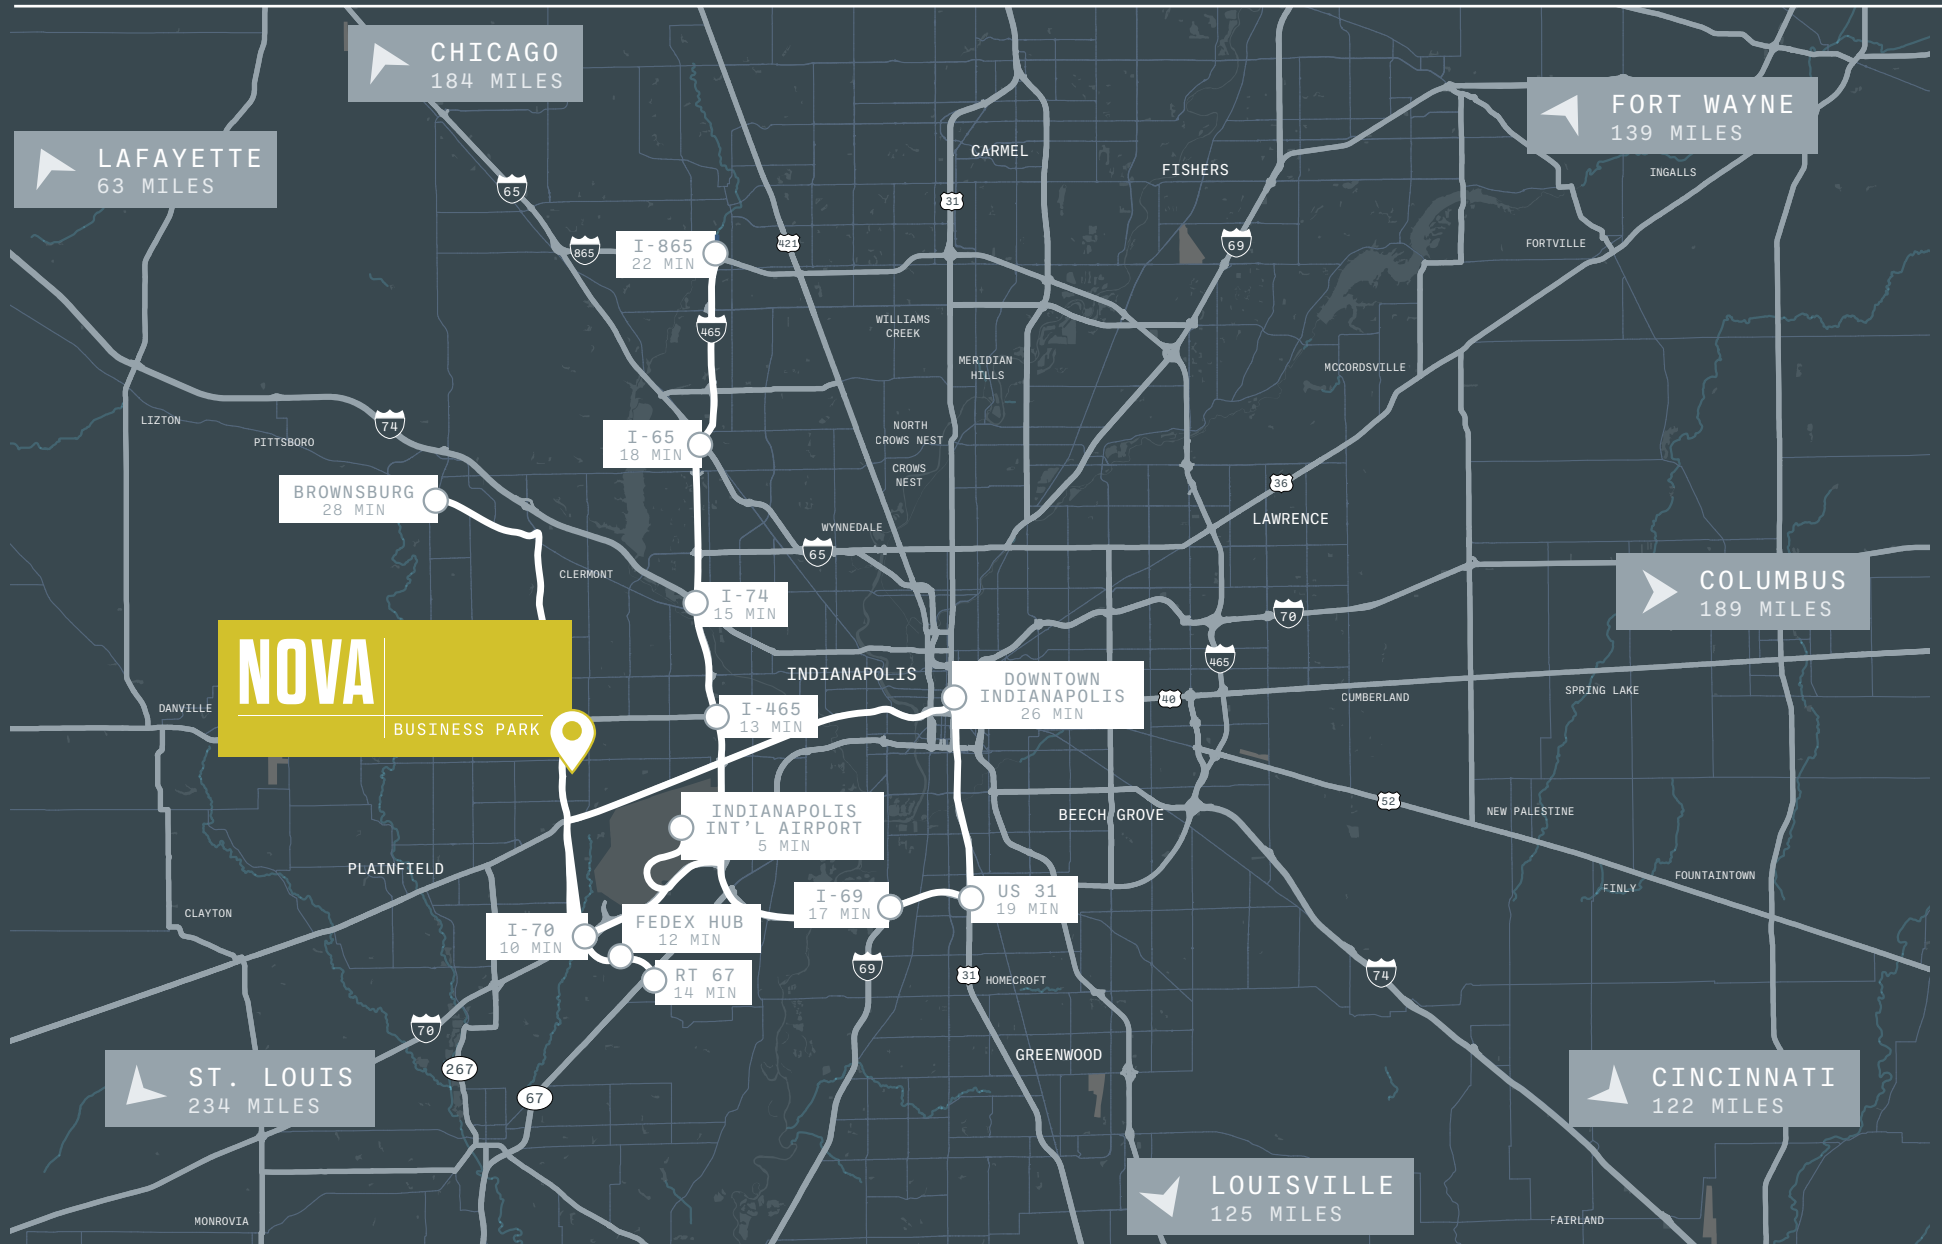 CHICAGO
184 MILES
FORT WAYNE
139 MILES
LAFAYETTE
63 MILES
CARMEL
FISHERS
INGALLS
65
31
421
69
FORTVILLE
865
I-865
22 MIN
465
WILLIAMS
CREEK
MERIDIAN
HILLS
MCCORDSVILLE
LIZTON
74
PITTSBORO
I-65
18 MIN
NORTH
CROWS NEST
CROWS
NEST
BROWNSBURG
28 MIN
36
LAWRENCE
WYNNEDALE
65
CLERMONT
COLUMBUS
189 MILES
I-74
15 MIN
70
465
NOVA
BUSINESS PARK
INDIANAPOLIS
DOWNTOWN
INDIANAPOLIS
26 MIN
40
CUMBERLAND
SPRING LAKE
DANVILLE
I-465
13 MIN
INDIANAPOLIS
INT'L AIRPORT
5 MIN
BEECH GROVE
52
NEW PALESTINE
PLAINFIELD
FOUNTAINTOWN
FINLY
CLAYTON
I-69
17 MIN
US 31
19 MIN
I-70
10 MIN
FEDEX HUB
12 MIN
RT 67
14 MIN
69
31
HOMECROFT
74
70
267
67
GREENWOOD
ST. LOUIS
234 MILES
CINCINNATI
122 MILES
LOUISVILLE
125 MILES
MONROVIA
FAIRLAND